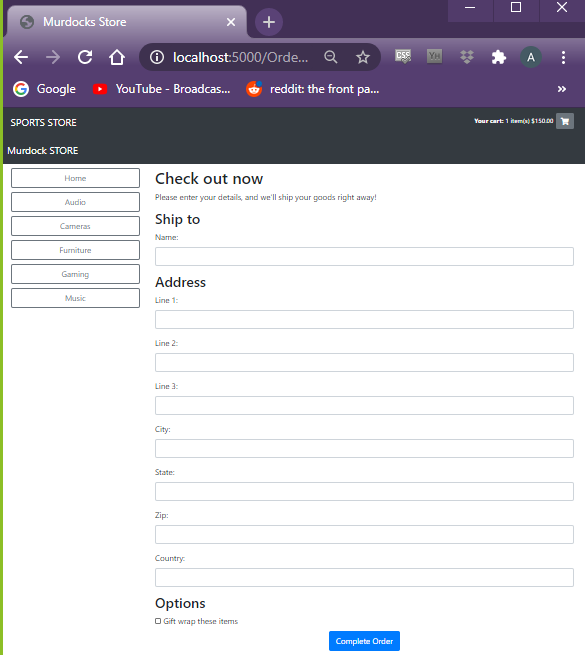 Murdocks Store
localhost:5000/Orde...
A
Google
YouTube - Broadcas...
reddit: the front pa...
»
SPORTS STORE
Your cart: 1 item(s) $150.00
Murdock STORE
Home
Audio
Cameras
Furniture
Gaming
Music
Check out now
Please enter your details, and we'll ship your goods right away!
Ship to
Name:
Address
Line 1:
Line 2:
Line 3:
City:
State:
Zip:
Country:
Options
Gift wrap these items
Complete Order